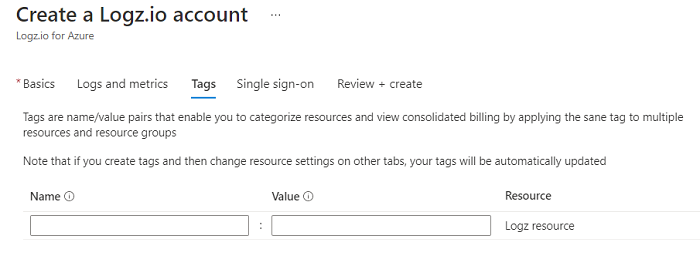 Create a Logz.io account ...
Logz.io for Azure
* Basics Logs and metrics Tags Single sign-on Review + create
Tags are name/value pairs that enable you to categorize resources and view consolidated billing by applying the sane tag to multiple
resources and resource groups
Note that if you create tags and then change resource settings on other tabs, your tags will be automatically updated
Name Value Resource
: Logz resource